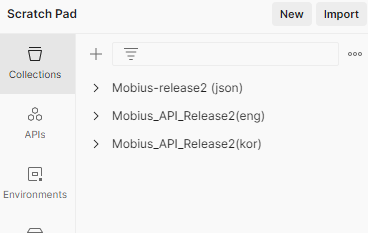 Scratch Pad
New
Import
Collections
Mobius-release2 (json)
Mobius_API_Release2(eng)
APIs
Mobius_API_Release2(kor)
Environments